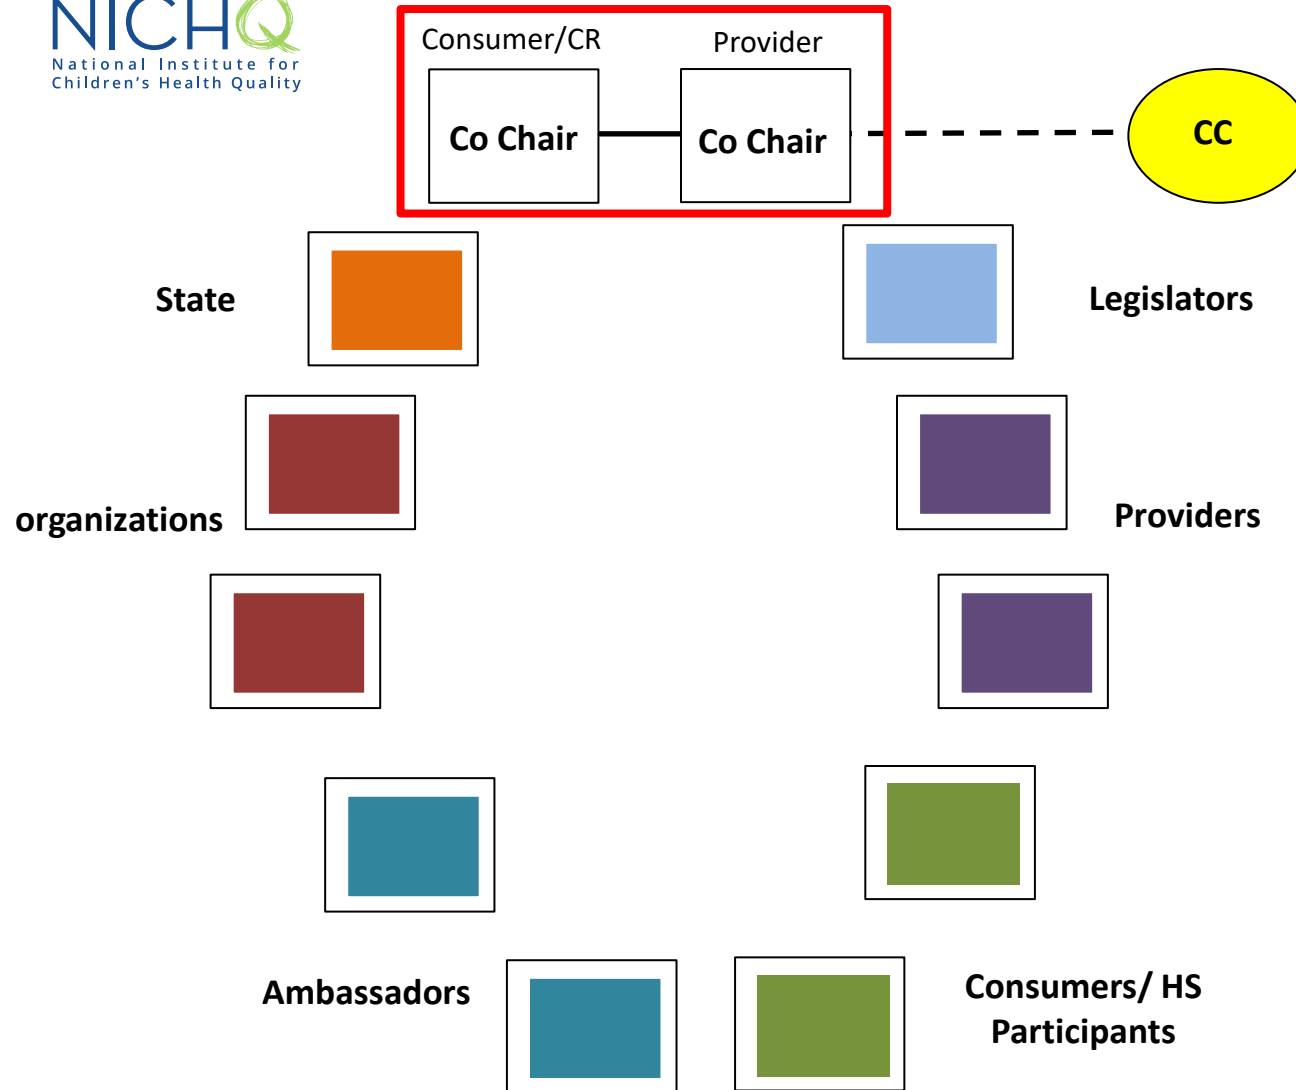 NICHQ
National Institute for
Children's Health Quality
Consumer/CR
Provider
Co Chair
Co Chair
CC
State
Legislators
organizations
Providers
Ambassadors
Consumers/ HS
Participants